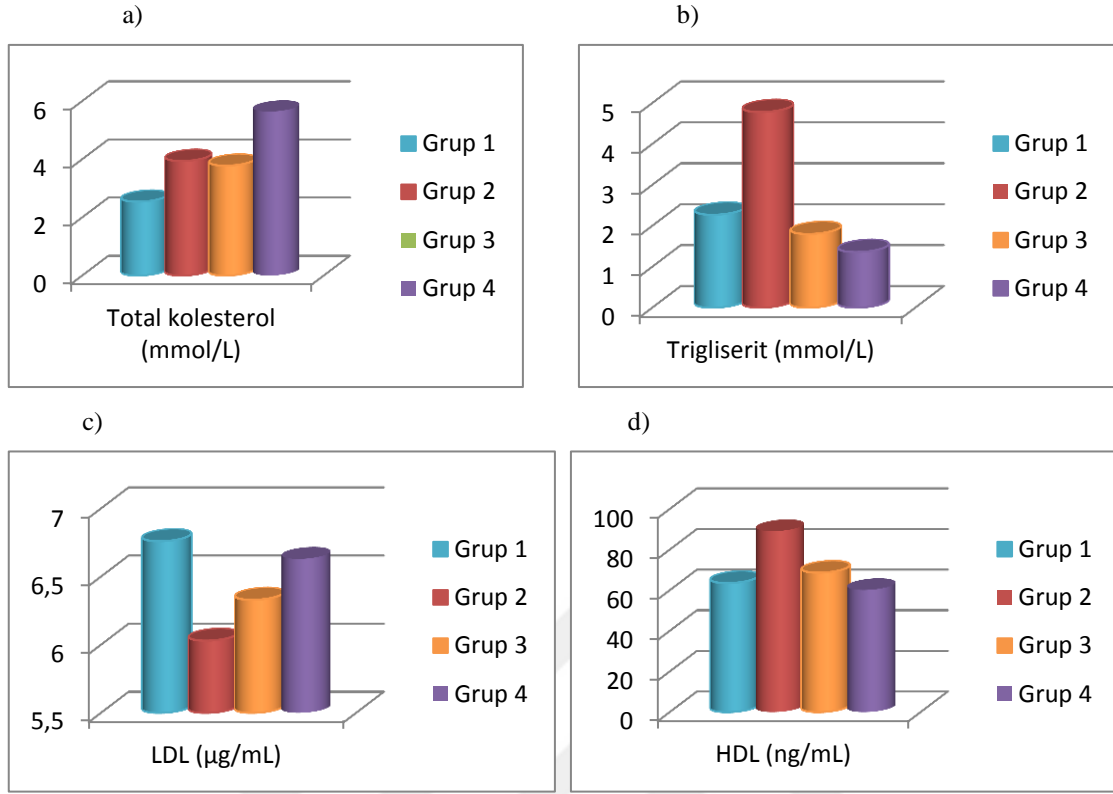 a)
6
4
2
0
Total kolesterol
(mmol/L)
Grup 1
Grup 2
Grup 3
Grup 4
b)
5
4
3
2
1
0
Trigliserit (mmol/L)
Grup 1
Grup 2
Grup 3
Grup 4
c)
7
6,5
6
5,5
LDL (µg/mL)
Grup 1
Grup 2
Grup 3
Grup 4
d)
100
80
60
40
20
0
HDL (ng/mL)
Grup 1
Grup 2
Grup 3
Grup 4